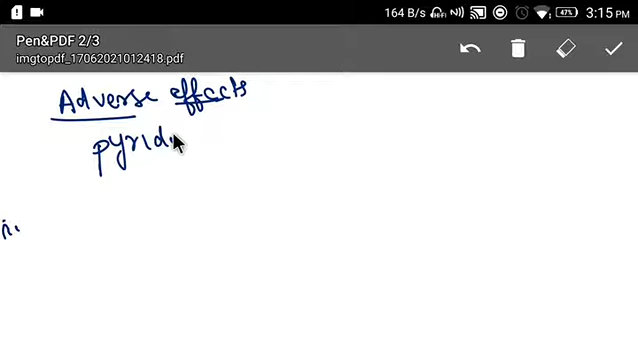 164 B/s 47% 3:15 PM
Pen&PDF 2/3
imgtopdf_17062021012418.pdf
Adverse effects
pyrid